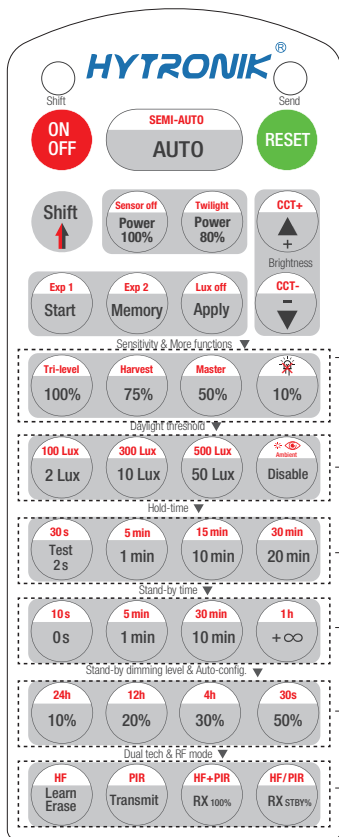 HYTRONIK®
Shift
Send
ON
OFF
SEMI-AUTO
AUTO
RESET
Shift
Sensor off
Power
100%
Twilight
Power
80%
CCT+
+
Brightness
CCT-
-
Exp 1
Start
Exp 2
Memory
Lux off
Apply
Sensitivity & More functions ▼
Tri-level
100%
Harvest
75%
Master
50%
10%
Daylight threshold ▼
100 Lux
2 Lux
300 Lux
10 Lux
500 Lux
50 Lux
Ambient
Disable
Hold-time ▼
30 s
Test
2 s
5 min
1 min
15 min
10 min
30 min
20 min
Stand-by time ▼
10 s
0 s
5 min
1 min
30 min
10 min
1h
+∞
Stand-by dimming level & Auto-config. ▼
24h
10%
12h
20%
4h
30%
30s
50%
Dual tech & RF mode ▼
HF
Learn
Erase
PIR
Transmit
HF+PIR
RX 100%
HF/PIR
RX STBY%